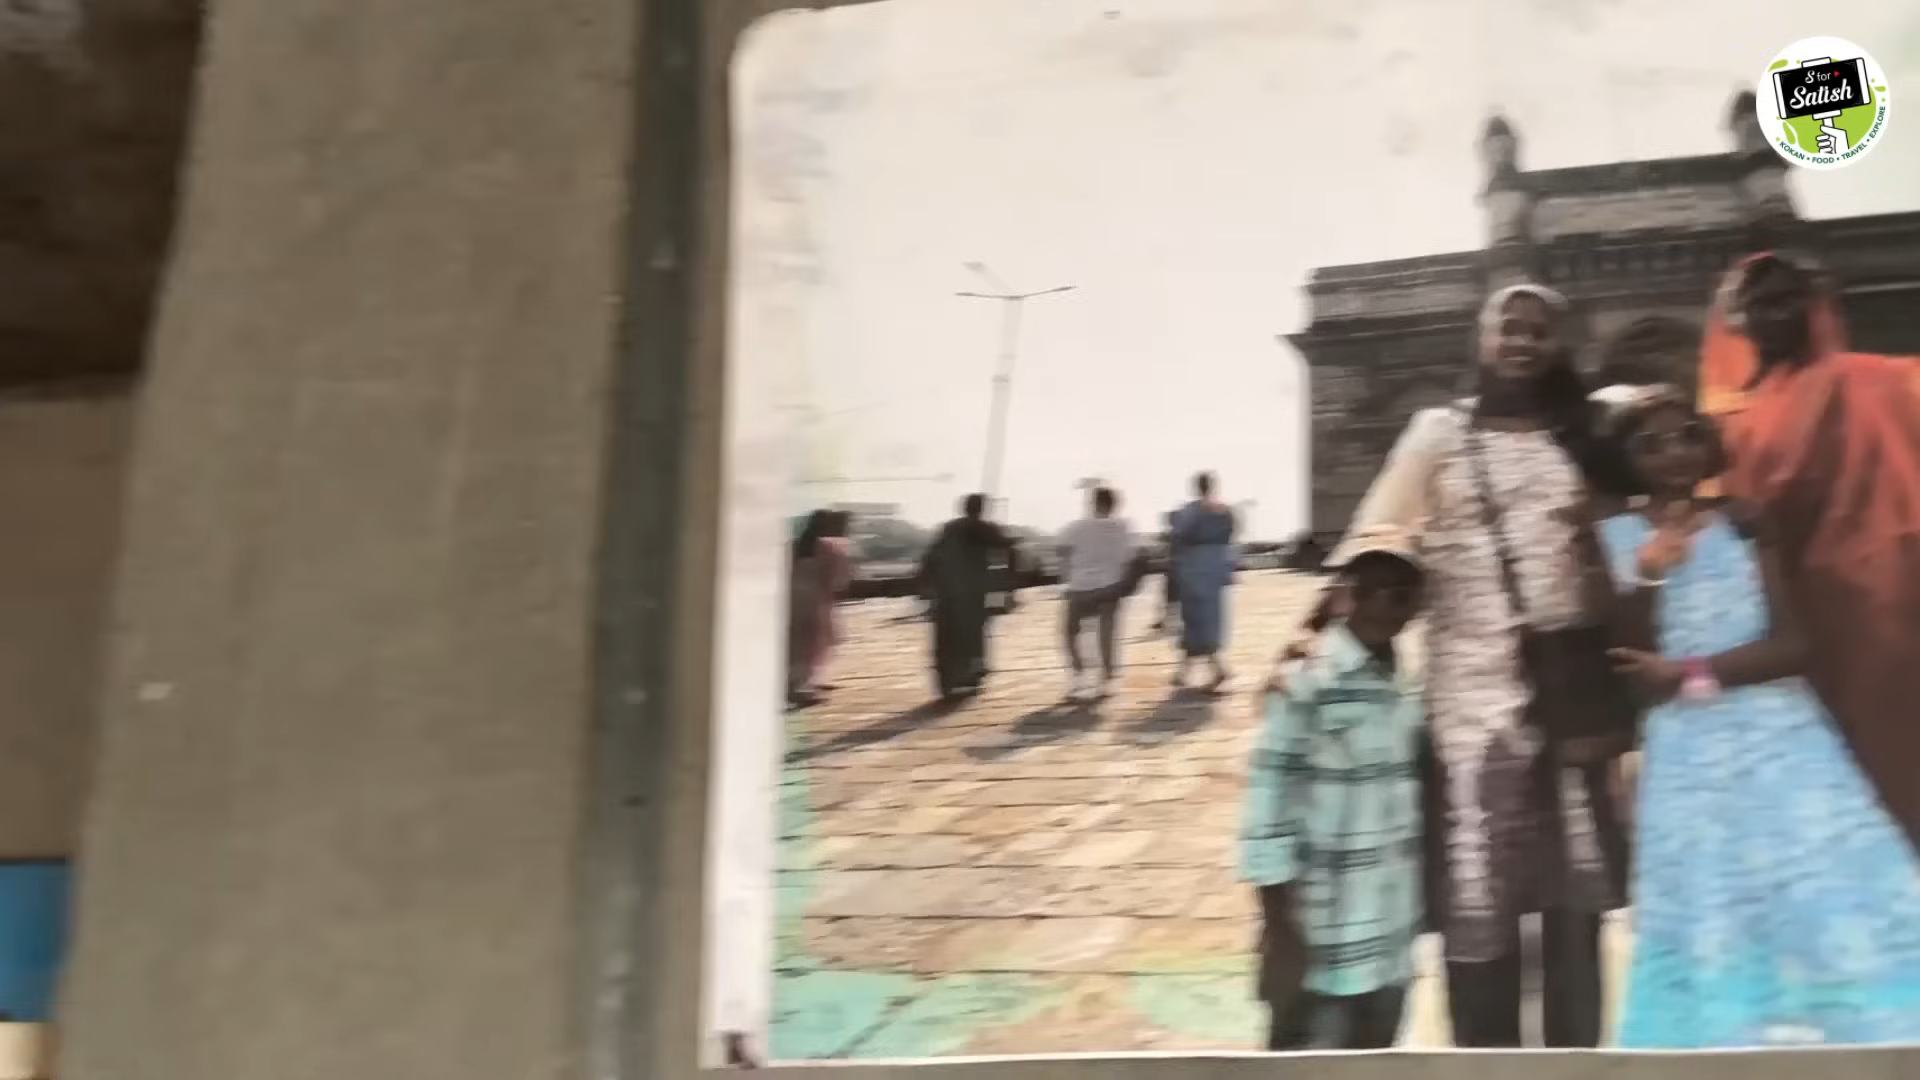 S for
Satish
KOKAN • FOOD • TRAVEL • EXPLORE